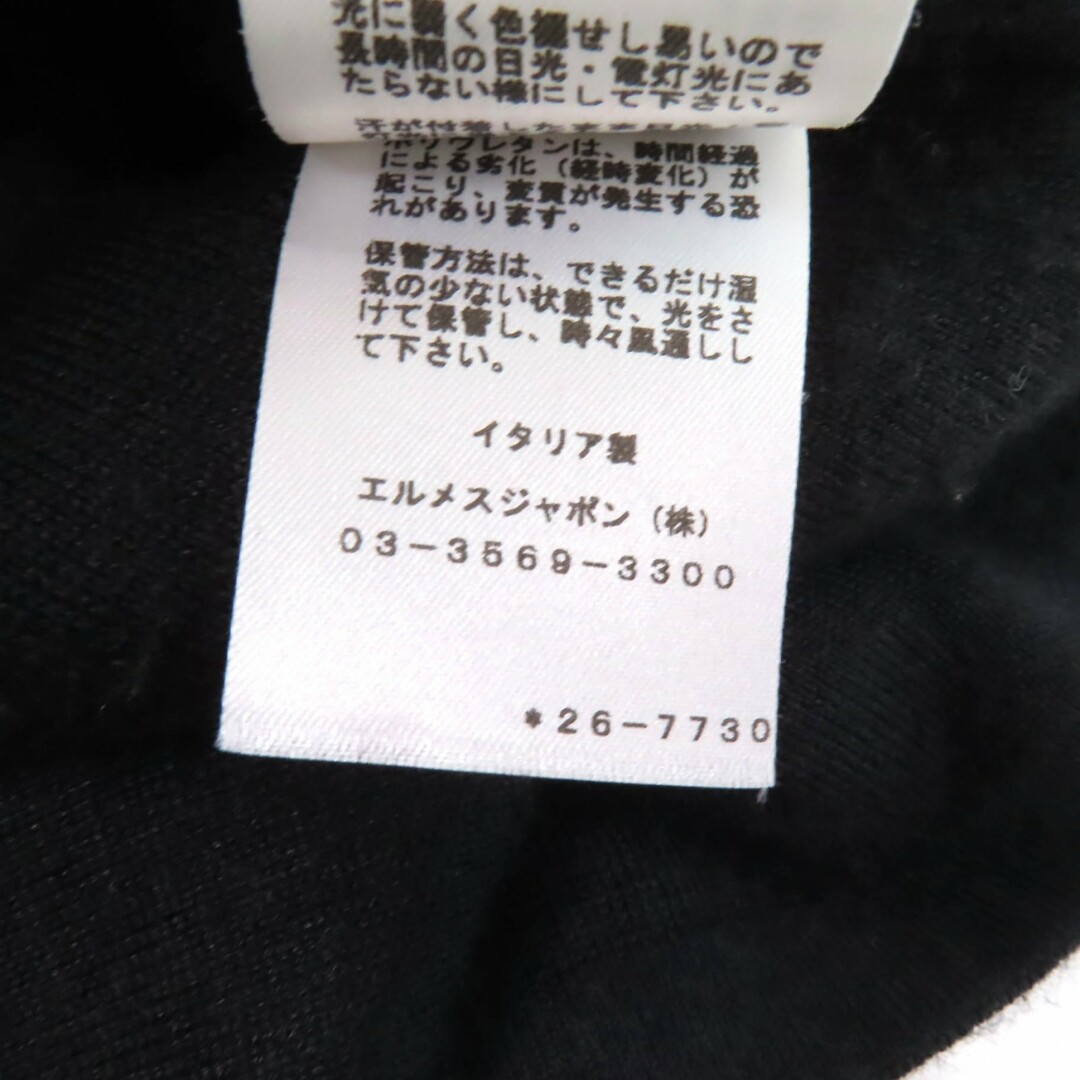 光に弱く色褪せし易いので
長時間の日光・電灯光にあ
たらない様にして下さい。
汗が付着した
ポリウレタンは、時間経過
による劣化（経時変化）が
起こり、変質が発生する恐
れがあります。
保管方法は、できるだけ湿
気の少ない状態で、光をさ
けて保管し、時々風通しし
て下さい。
イタリア製
エルメスジャポン（株）
03-3569-3300
*26-7730